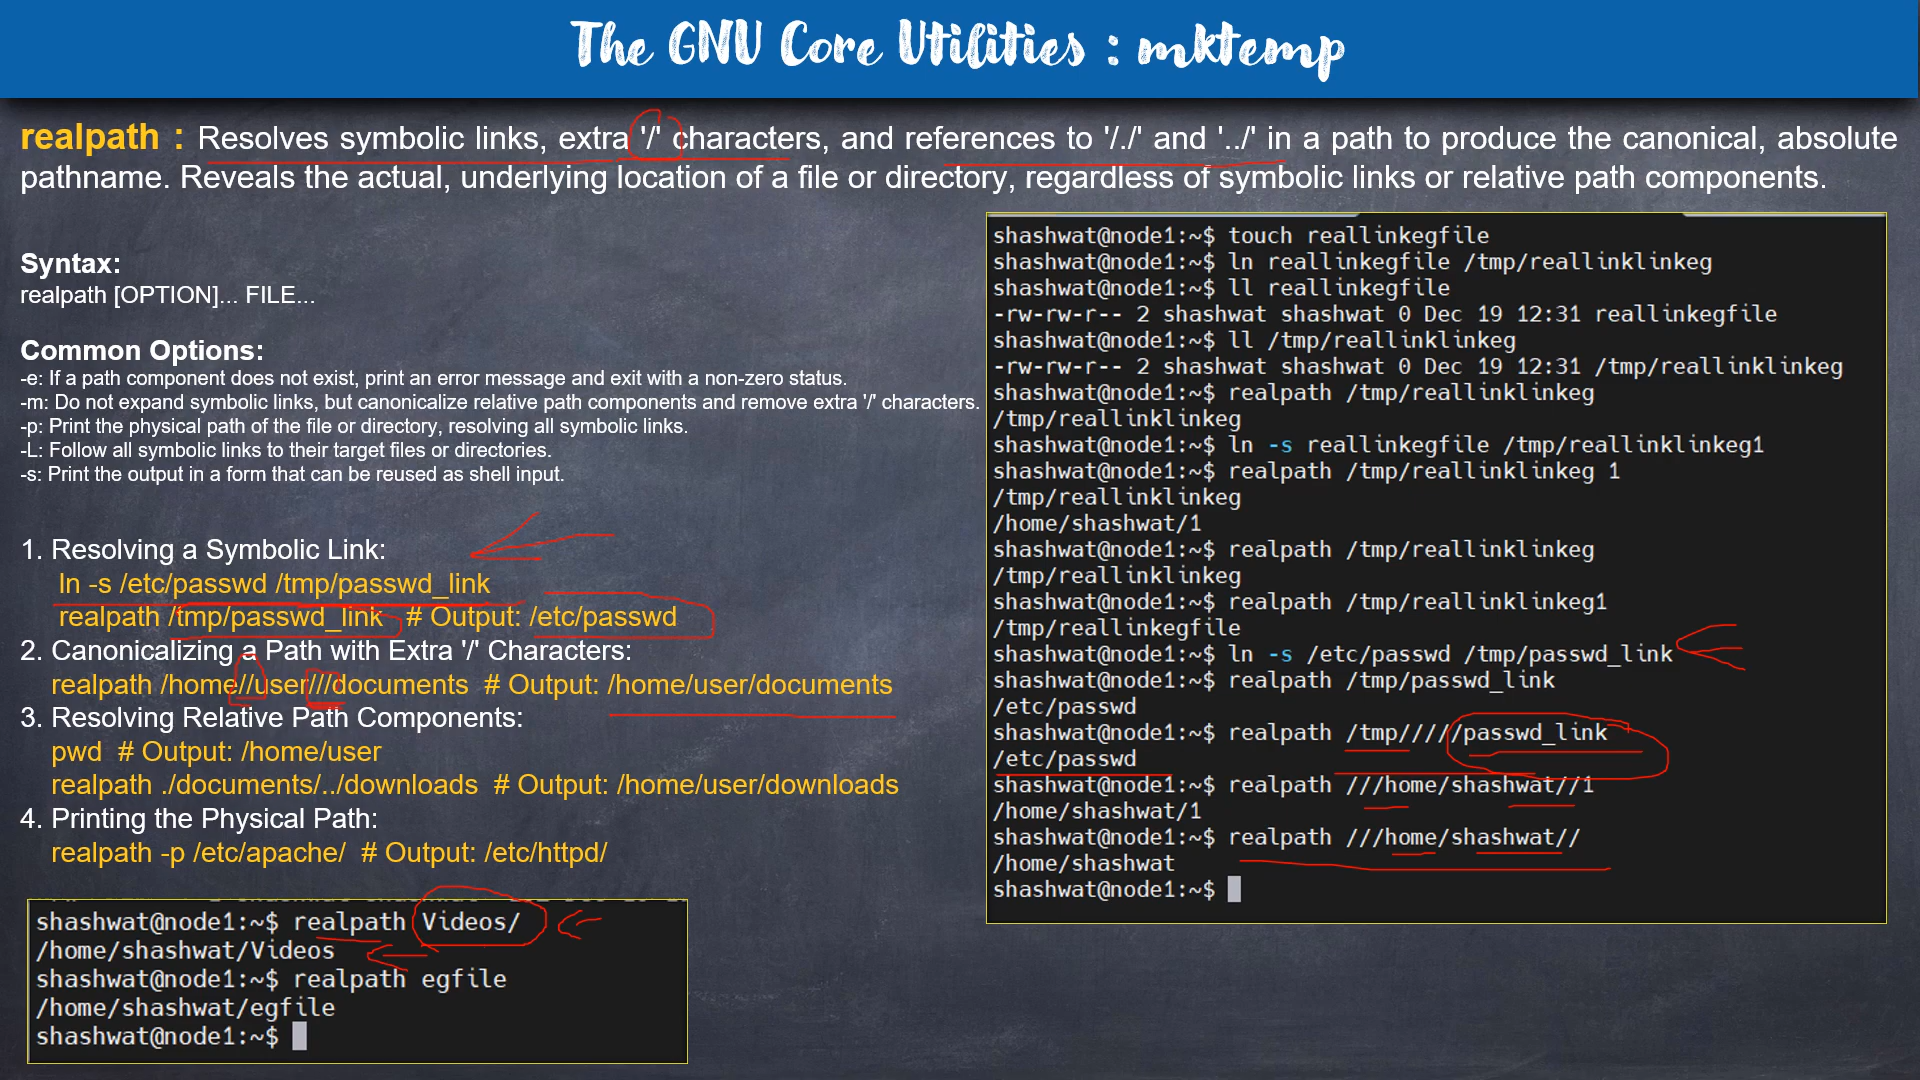 The GNU Core Utilities : mktemp
realpath : Resolves symbolic links, extra '/' characters, and references to '/./' and '../' in a path to produce the canonical, absolute
pathname. Reveals the actual, underlying location of a file or directory, regardless of symbolic links or relative path components.
Syntax:
realpath [OPTION]... FILE...
Common Options:
-e: If a path component does not exist, print an error message and exit with a non-zero status.
-m: Do not expand symbolic links, but canonicalize relative path components and remove extra '/' characters.
-p: Print the physical path of the file or directory, resolving all symbolic links.
-L: Follow all symbolic links to their target files or directories.
-s: Print the output in a form that can be reused as shell input.
1. Resolving a Symbolic Link:
ln -s /etc/passwd /tmp/passwd_link
realpath /tmp/passwd_link # Output: /etc/passwd
2. Canonicalizing a Path with Extra '/' Characters:
realpath /home//user///documents # Output: /home/user/documents
3. Resolving Relative Path Components:
pwd # Output: /home/user
realpath ./documents/../downloads # Output: /home/user/downloads
4. Printing the Physical Path:
realpath -p /etc/apache/ # Output: /etc/httpd/
shashwat@node1:~$ realpath Videos/
/home/shashwat/Videos
shashwat@node1:~$ realpath egfile
/home/shashwat/egfile
shashwat@node1:~$
shashwat@node1:~$ touch reallinkegfile
shashwat@node1:~$ ln reallinkegfile /tmp/reallinklinkeg
shashwat@node1:~$ ll reallinkegfile
-rw-rw-r-- 2 shashwat shashwat 0 Dec 19 12:31 reallinkegfile
shashwat@node1:~$ ll /tmp/reallinklinkeg
-rw-rw-r-- 2 shashwat shashwat 0 Dec 19 12:31 /tmp/reallinklinkeg
shashwat@node1:~$ realpath /tmp/reallinklinkeg
/tmp/reallinklinkeg
shashwat@node1:~$ ln -s reallinkegfile /tmp/reallinklinkeg1
shashwat@node1:~$ realpath /tmp/reallinklinkeg 1
/tmp/reallinklinkeg
/home/shashwat/1
shashwat@node1:~$ realpath /tmp/reallinklinkeg
/tmp/reallinklinkeg
shashwat@node1:~$ realpath /tmp/reallinklinkeg1
/tmp/reallinkegfile
shashwat@node1:~$ ln -s /etc/passwd /tmp/passwd_link
shashwat@node1:~$ realpath /tmp/passwd_link
/etc/passwd
shashwat@node1:~$ realpath /tmp/////passwd_link
/etc/passwd
shashwat@node1:~$ realpath ///home/shashwat//1
/home/shashwat/1
shashwat@node1:~$ realpath ///home/shashwat//
/home/shashwat
shashwat@node1:~$